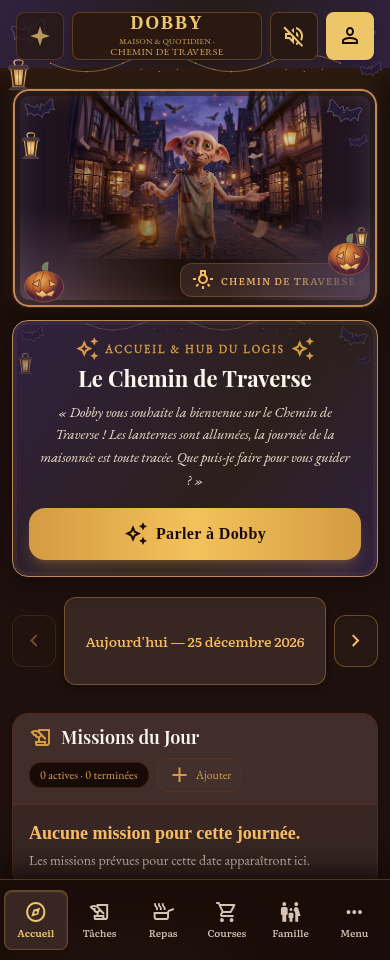 DOBBY
MAISON & QUOTIDIEN ·
CHEMIN DE TRAVERSE
CHEMIN DE TRAVERSE
ACCUEIL & HUB DU LOGIS
Le Chemin de Traverse
« Dobby vous souhaite la bienvenue sur le Chemin de
Traverse ! Les lanternes sont allumées, la journée de la
maisonnée est toute tracée. Que puis-je faire pour vous guider
? »
Parler à Dobby
Aujourd'hui — 25 décembre 2026
Missions du Jour
0 actives · 0 terminées
Ajouter
Aucune mission pour cette journée.
Les missions prévues pour cette date apparaîtront ici.
Accueil
Tâches
Repas
Courses
Famille
Menu